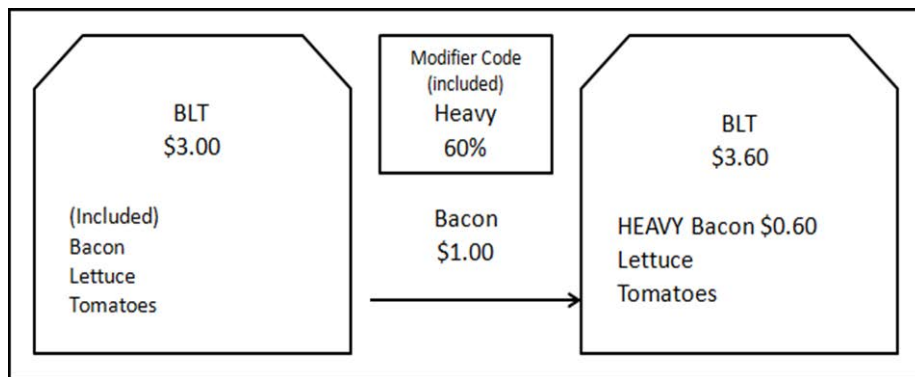 BLT
$3.00
(Included)
Bacon
Lettuce
Tomatoes
Modifier Code
(included)
Heavy
60%
Bacon
$1.00
BLT
$3.60
HEAVY Bacon $0.60
Lettuce
Tomatoes